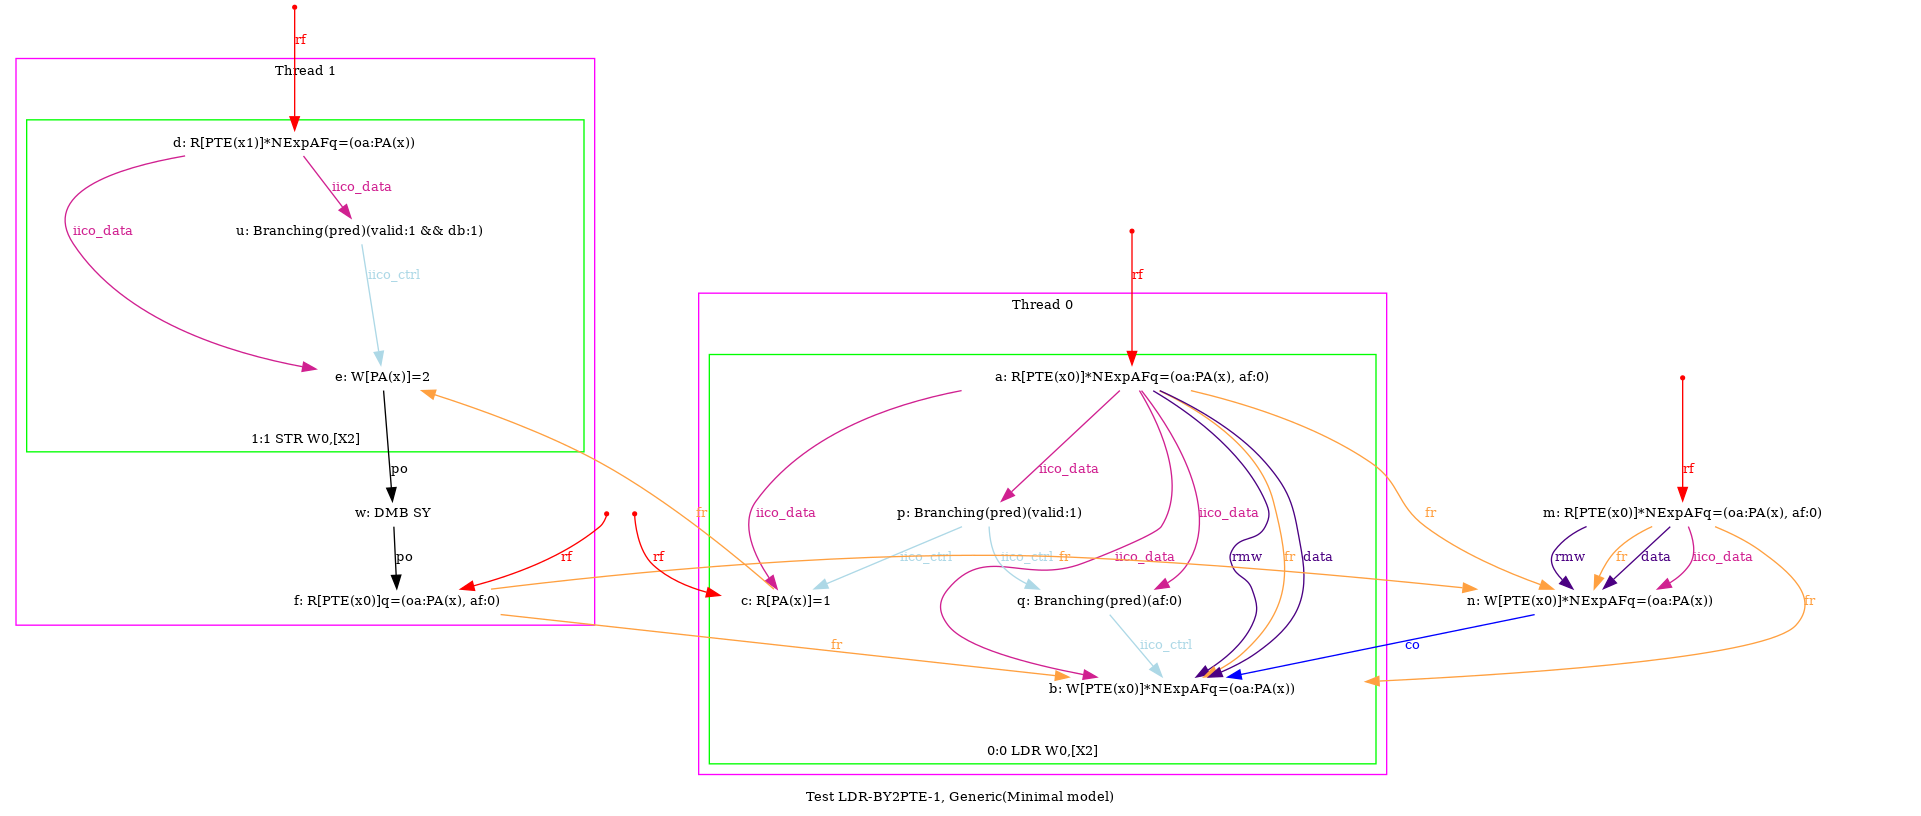 rf
Thread 1
d: R[PTE(x1)]*NExpAFq=(oa:PA(x))
iico_data
u: Branching(pred)(valid:1 && db:1)
iico_data
iico_ctrl
rf
Thread 0
e: W[PA(x)]=2
a: R[PTE(x0)]*NExpAFq=(oa:PA(x), af:0)
1:1 STR W0,[X2]
po
iico_data
rf
w: DMB SY
fr
iico_data
p: Branching(pred)(valid:1)
iico_data
fr
m: R[PTE(x0)]*NExpAFq=(oa:PA(x), af:0)
po
rf
rf
iico_ctrl
iico_ctrl
fr
iico_data
rmw
fr
data
rmw
fr
data
iico_data
f: R[PTE(x0)]q=(oa:PA(x), af:0)
c: R[PA(x)]=1
q: Branching(pred)(af:0)
n: W[PTE(x0)]*NExpAFq=(oa:PA(x))
fr
fr
iico_ctrl
co
b: W[PTE(x0)]*NExpAFq=(oa:PA(x))
0:0 LDR W0,[X2]
Test LDR-BY2PTE-1, Generic(Minimal model)